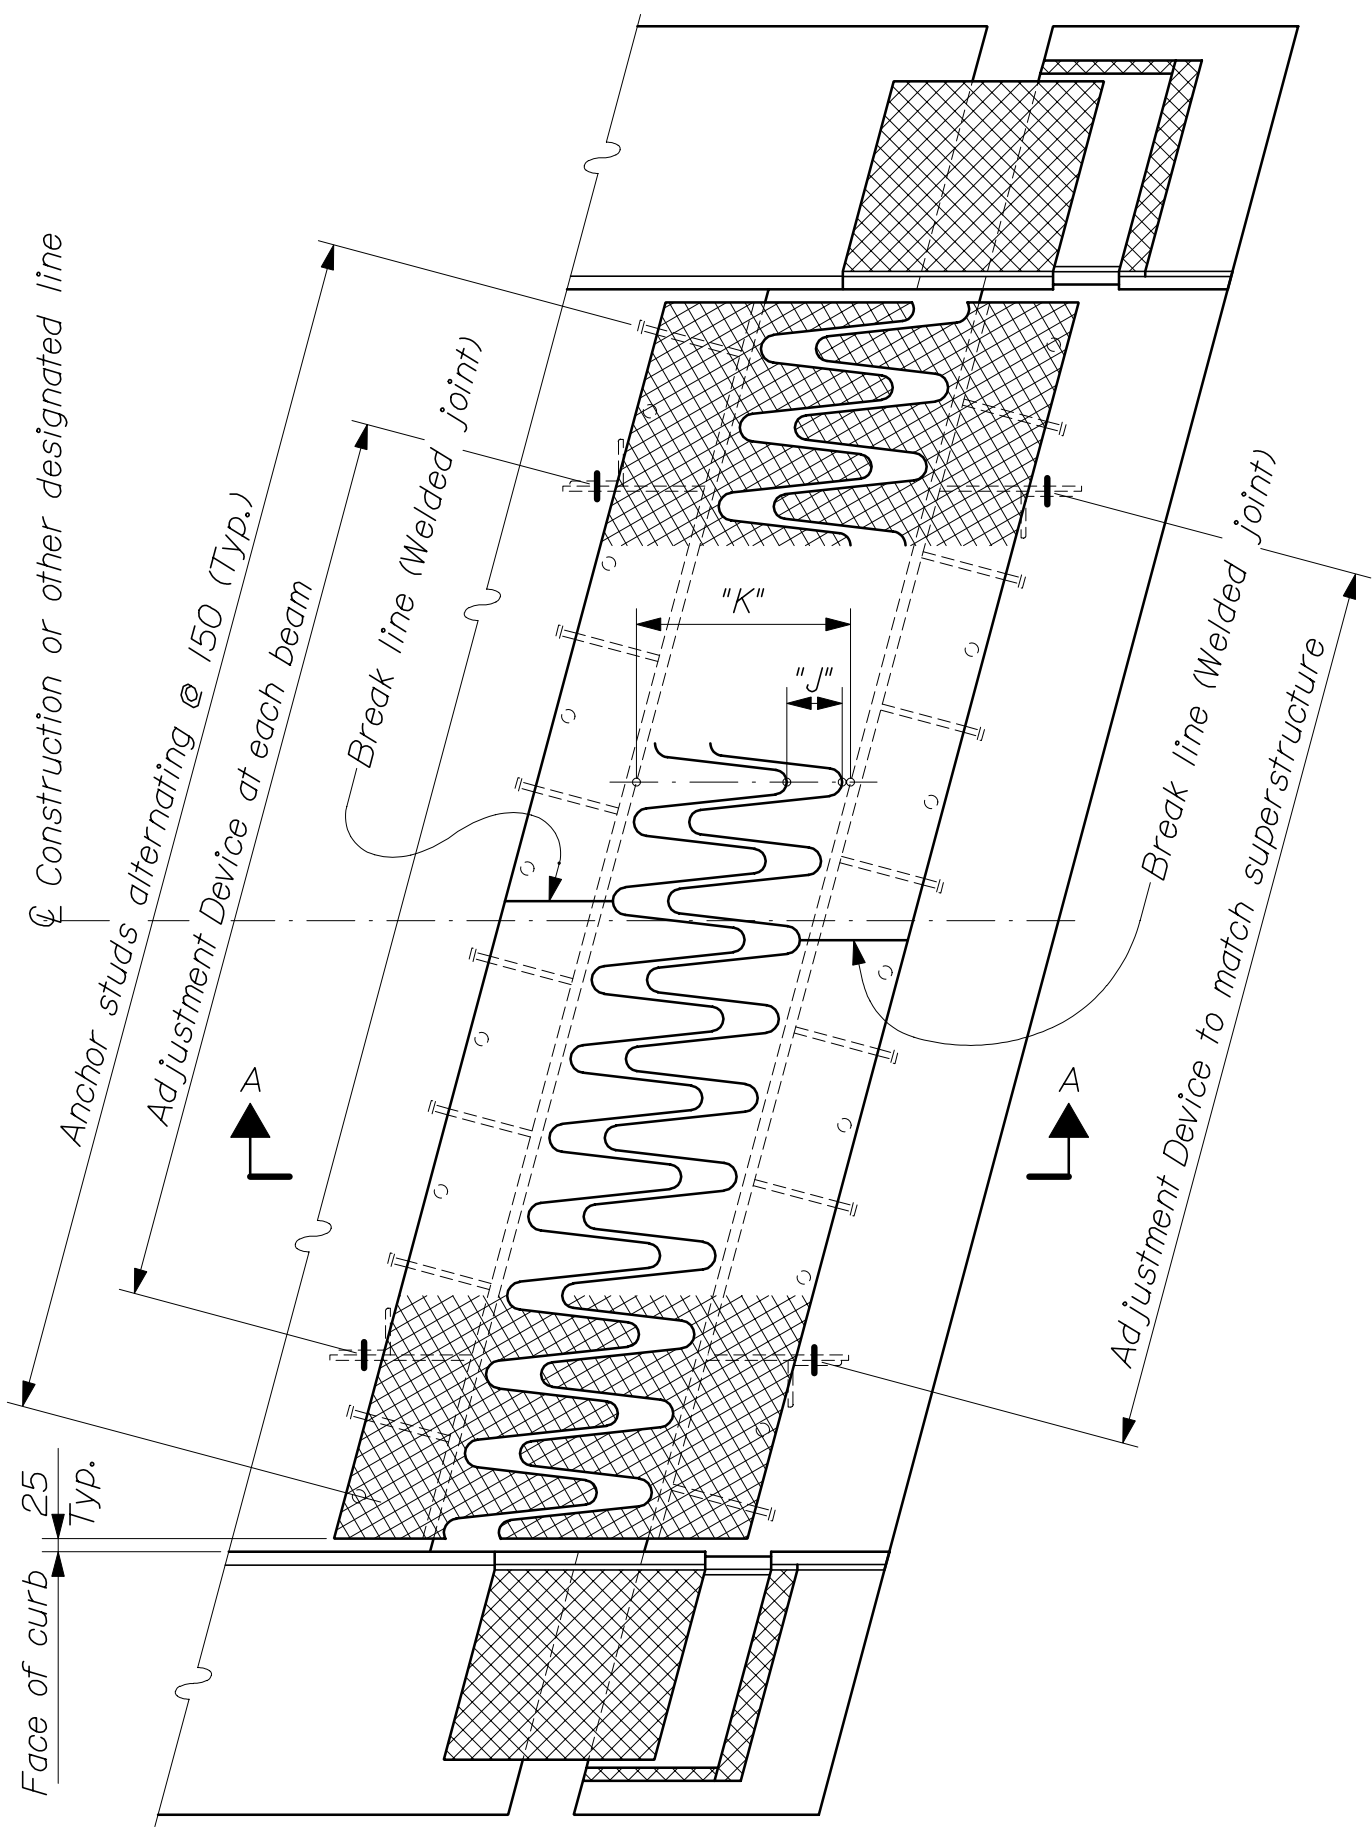 ℄ Construction or other designated line
Anchor studs alternating @ 150 (Typ.)
Adjustment Device at each beam
Break line (Welded joint)
"K"
"J"
Break line (Welded joint)
Adjustment Device to match superstructure
A
A
25
Typ.
Face of curb